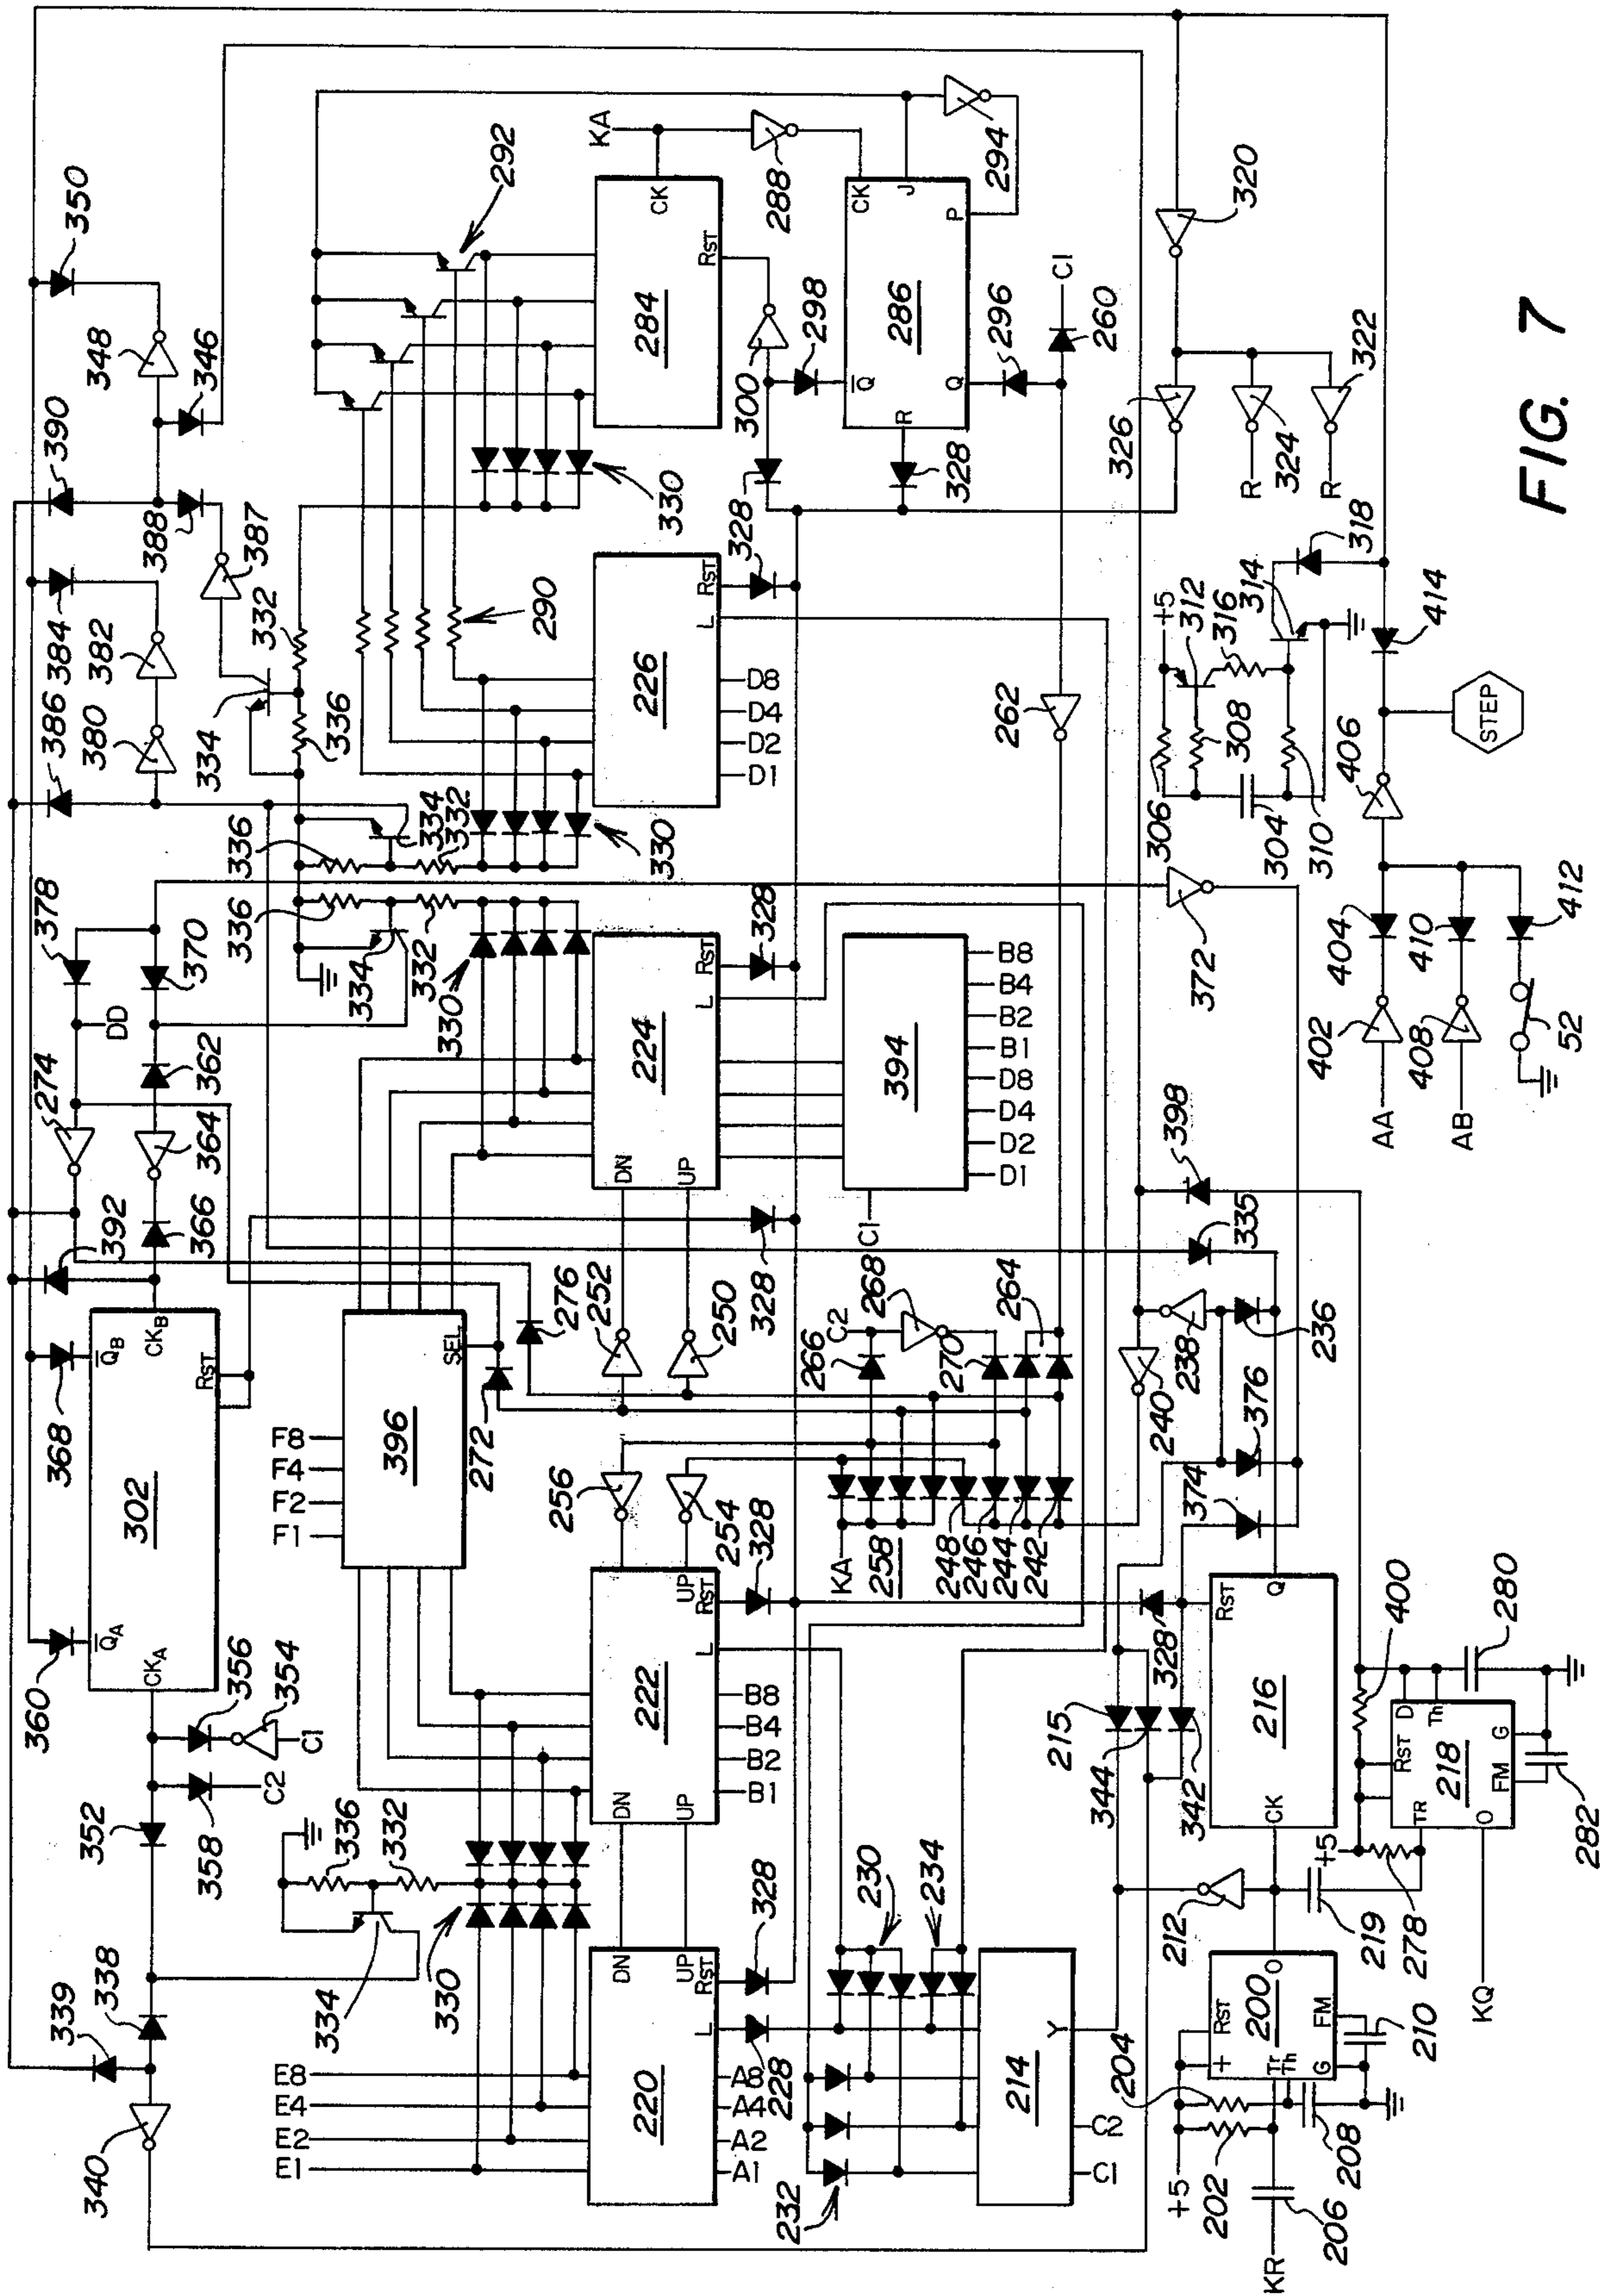 350
348
346
390
388
387
386
384
382
380
334
332
336
378
370
DD
274
362
364
366
392
368
Q̅B
CKB
RST
302
360
Q̅A
CKA
356
354
C1
352
358
C2
339
338
340
336
332
334
330
KA
292
CK
284
RST
288
CK
J
286
P
294
300
298
Q̅
Q
R
296
C1
260
328
330
290
226
RST
L
D8
D4
D2
D1
328
262
336
334
332
330
336
334
332
330
224
RST
L
DN
UP
328
394
B8
B4
B2
B1
D8
D4
D2
D1
C1
F8
F4
F2
F1
396
SEL
272
276
252
250
328
C2
266
268
270
264
256
254
KA
258
248
246
244
242
240
238
236
376
374
335
398
372
222
DN
UP
UP
RST
L
328
B8
B4
B2
B1
E8
E4
E2
E1
220
DN
UP
RST
L
328
228
A8
A4
A2
A1
230
234
232
214
Y
C2
C1
215
344
342
328
RST
216
CK
Q
212
219
278
+5
400
RST
D
Th
218
TR
FM
G
O
280
282
KQ
200
RST
+
O
Tr
Th
FM
G
204
202
+5
206
208
210
KR
320
326
324
322
R
R
318
+5
312
314
316
306
308
304
310
414
STEP
406
404
402
AA
410
408
AB
412
52
FIG. 7